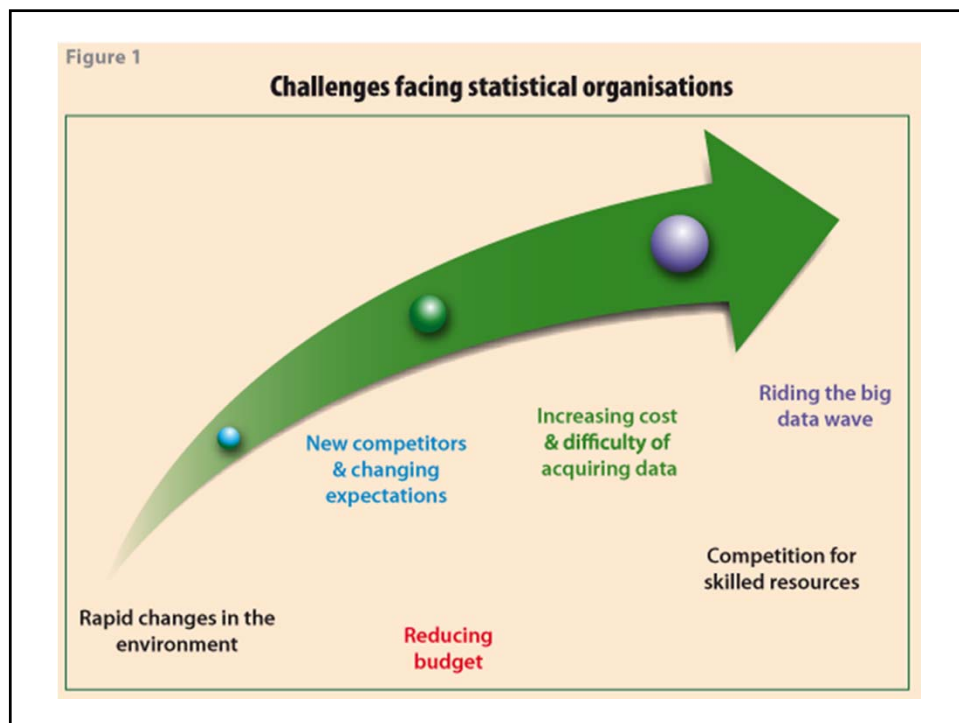 Figure 1
Challenges facing statistical organisations
Riding the big
data wave
Increasing cost
& difficulty of
acquiring data
New competitors
& changing
expectations
Competition for
skilled resources
Rapid changes in the
environment
Reducing
budget